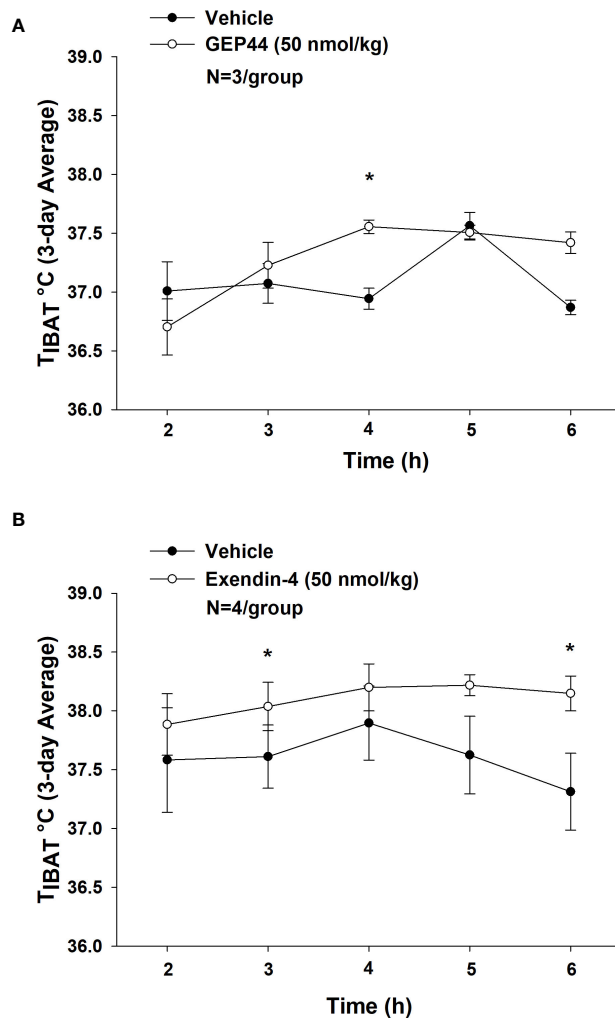 A
Vehicle
GEP44 (50 nmol/kg)
N=3/group
39.0
38.5
38.0
37.5
37.0
36.5
36.0
TIBAT °C (3-day Average)
*
2 3 4 5 6
Time (h)
B
Vehicle
Exendin-4 (50 nmol/kg)
N=4/group
39.0
38.5
38.0
37.5
37.0
36.5
36.0
TIBAT °C (3-day Average)
* *
2 3 4 5 6
Time (h)